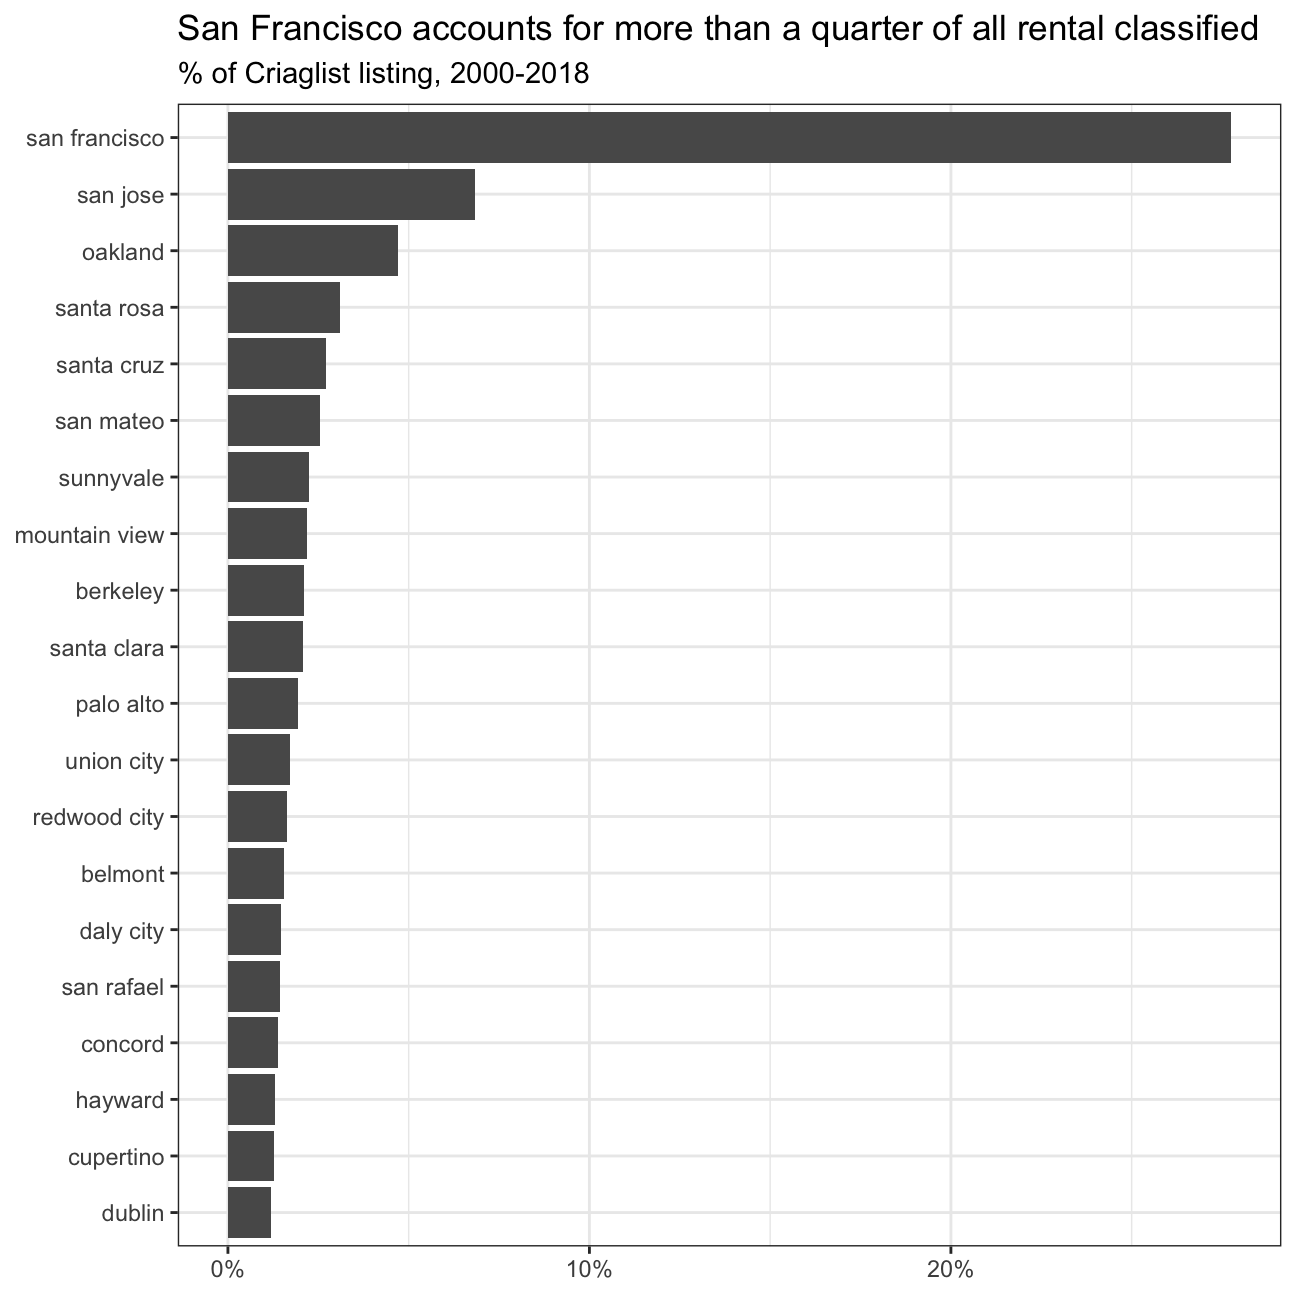 San Francisco accounts for more than a quarter of all rental classified
% of Criaglist listing, 2000-2018
san francisco
san jose
oakland
santa rosa
santa cruz
san mateo
sunnyvale
mountain view
berkeley
santa clara
palo alto
union city
redwood city
belmont
daly city
san rafael
concord
hayward
cupertino
dublin
0% 10% 20%